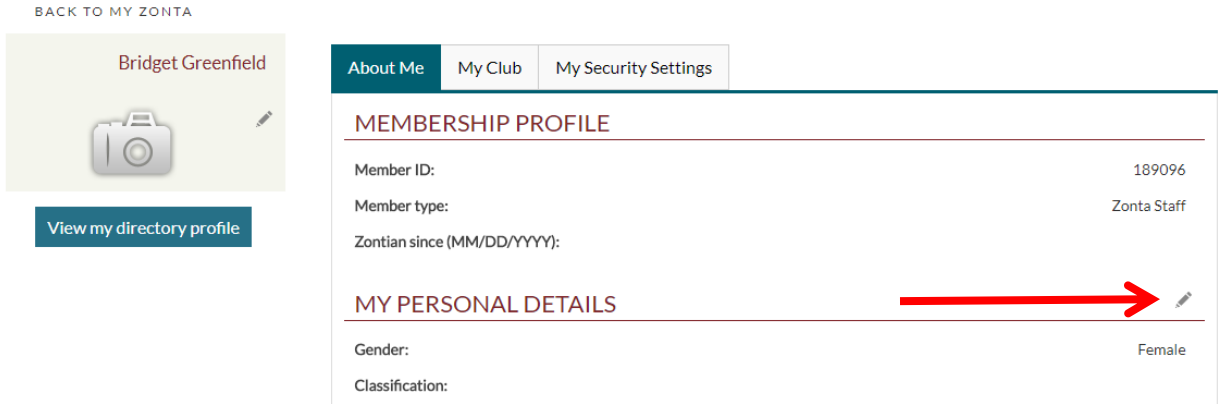 BACK TO MY ZONTA
Bridget Greenfield
View my directory profile
About Me My Club My Security Settings
MEMBERSHIP PROFILE
Member ID: 189096
Member type: Zonta Staff
Zontian since (MM/DD/YYYY):
MY PERSONAL DETAILS
Gender: Female
Classification: